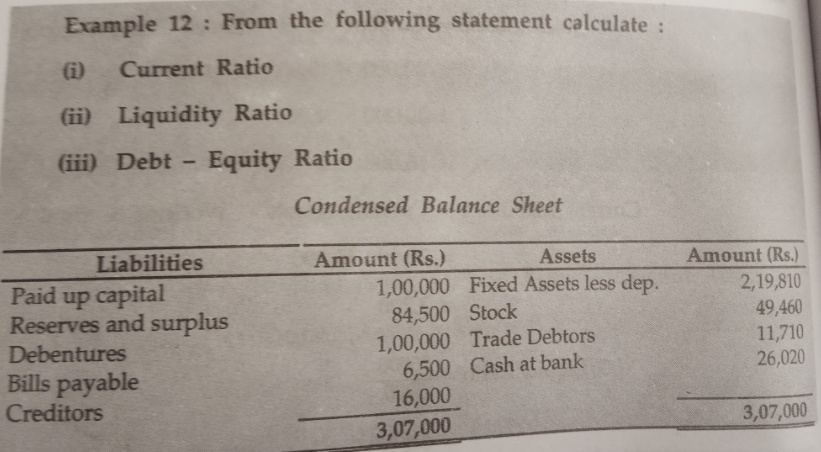 Example 12 : From the following statement calculate :
(i) Current Ratio
(ii) Liquidity Ratio
(iii) Debt – Equity Ratio
Condensed Balance Sheet
Liabilities Amount (Rs.) Assets Amount (Rs.)
Paid up capital 1,00,000 Fixed Assets less dep. 2,19,810
Reserves and surplus 84,500 Stock 49,460
Debentures 1,00,000 Trade Debtors 11,710
Bills payable 6,500 Cash at bank 26,020
Creditors 16,000
3,07,000 3,07,000